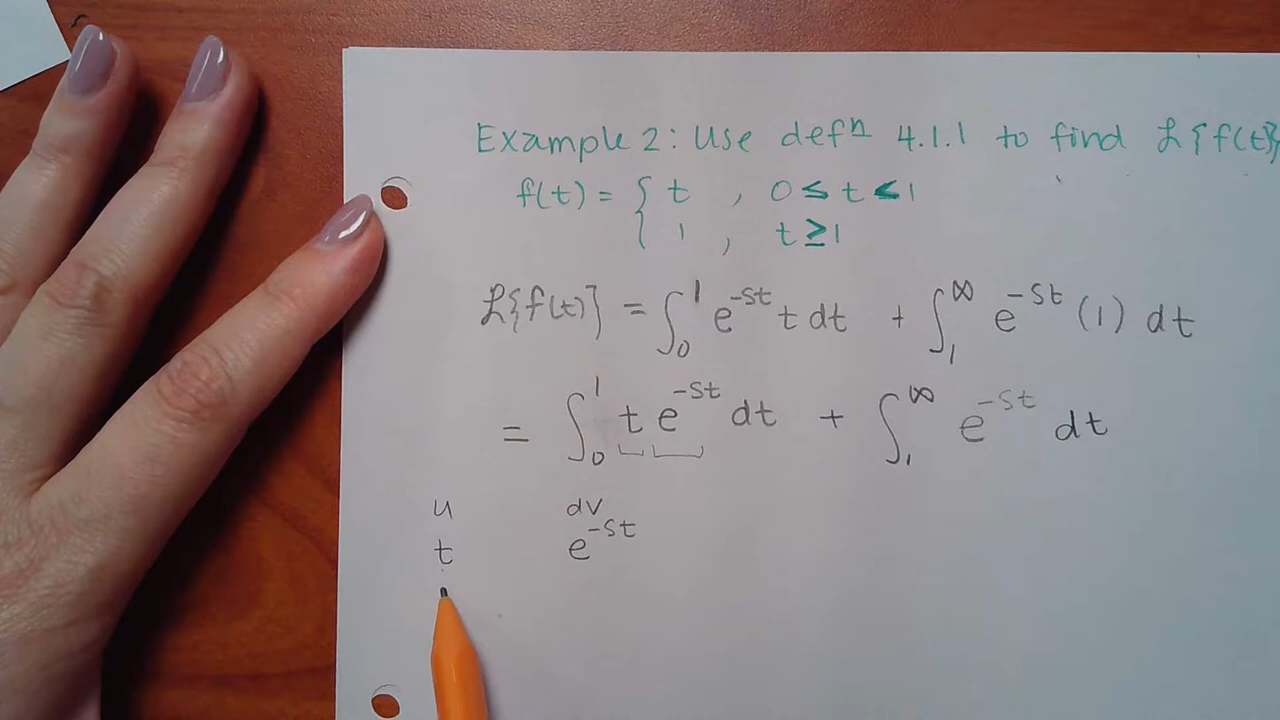 Example 2: Use defⁿ 4.1.1 to find ℒ{f(t)}
f(t) = { t , 0 ≤ t < 1
1 , t ≥ 1
ℒ{f(t)} = ∫₀¹ e^{-st} t dt + ∫₁^∞ e^{-st} (1) dt
= ∫₀¹ t e^{-st} dt + ∫₁^∞ e^{-st} dt
u dv
t e^{-st}